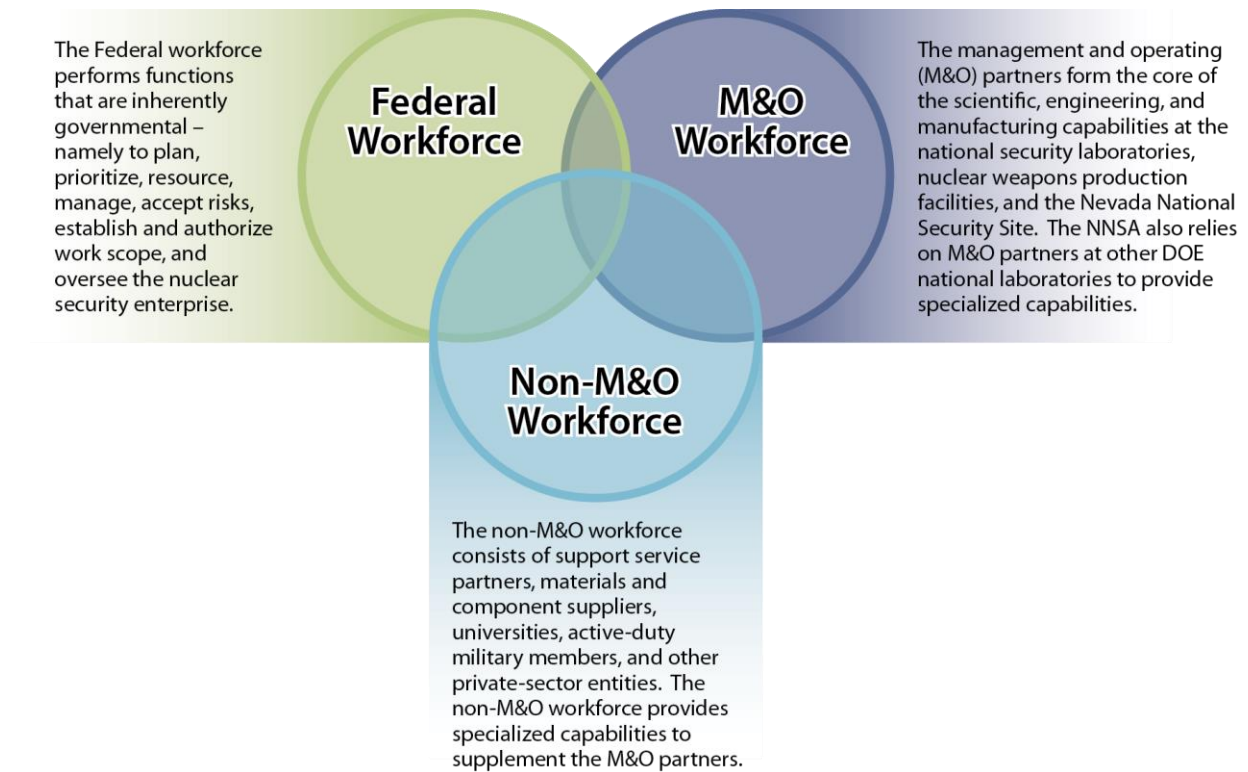 The Federal workforce
performs functions
that are inherently
governmental –
namely to plan,
prioritize, resource,
manage, accept risks,
establish and authorize
work scope, and
oversee the nuclear
security enterprise.
Federal
Workforce
M&O
Workforce
The management and operating
(M&O) partners form the core of
the scientific, engineering, and
manufacturing capabilities at the
national security laboratories,
nuclear weapons production
facilities, and the Nevada National
Security Site.  The NNSA also relies
on M&O partners at other DOE
national laboratories to provide
specialized capabilities.
Non-M&O
Workforce
The non-M&O workforce
consists of support service
partners, materials and
component suppliers,
universities, active-duty
military members, and other
private-sector entities.  The
non-M&O workforce provides
specialized capabilities to
supplement the M&O partners.